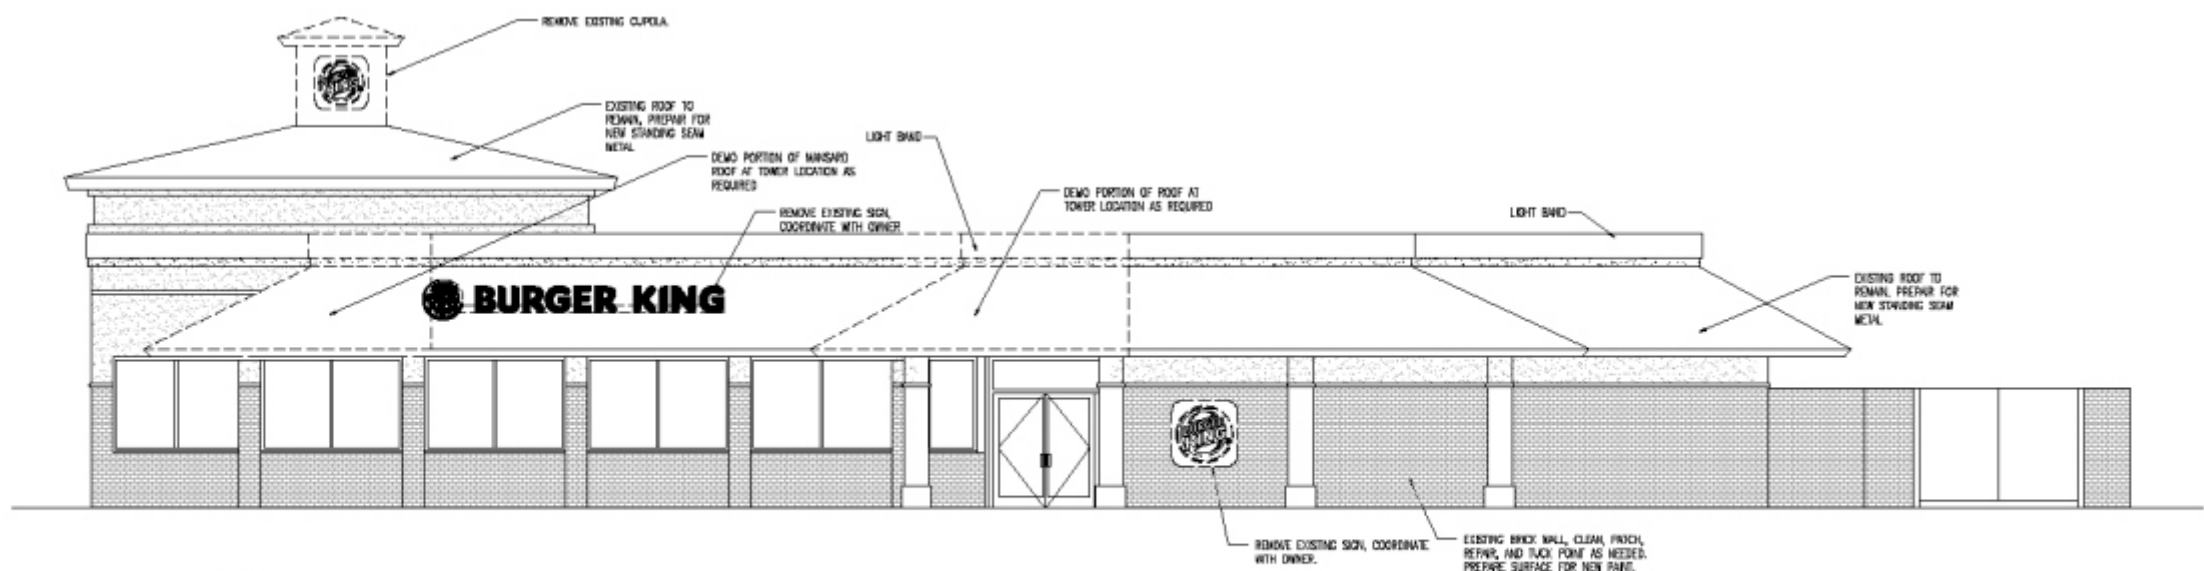 REMOVE EXISTING CUPOLA.
BURGER
KING
EXISTING ROOF TO
REMAIN, PREPAIR FOR
NEW STANDING SEAM
METAL
DEMO PORTION OF MANSARD
ROOF AT TOWER LOCATION AS
REQUIRED
LIGHT BAND
DEMO PORTION OF ROOF AT
TOWER LOCATION AS REQUIRED
REMOVE EXISTING SIGN,
COORDINATE WITH OWNER
LIGHT BAND
EXISTING ROOF TO
REMAIN, PREPAIR FOR
NEW STANDING SEAM
METAL
BURGER KING
BURGER
KING
REMOVE EXISTING SIGN, COORDINATE
WITH OWNER.
EXISTING BRICK WALL, CLEAN, PATCH,
REPAIR, AND TUCK POINT AS NEEDED.
PREPARE SURFACE FOR NEW PAINT.